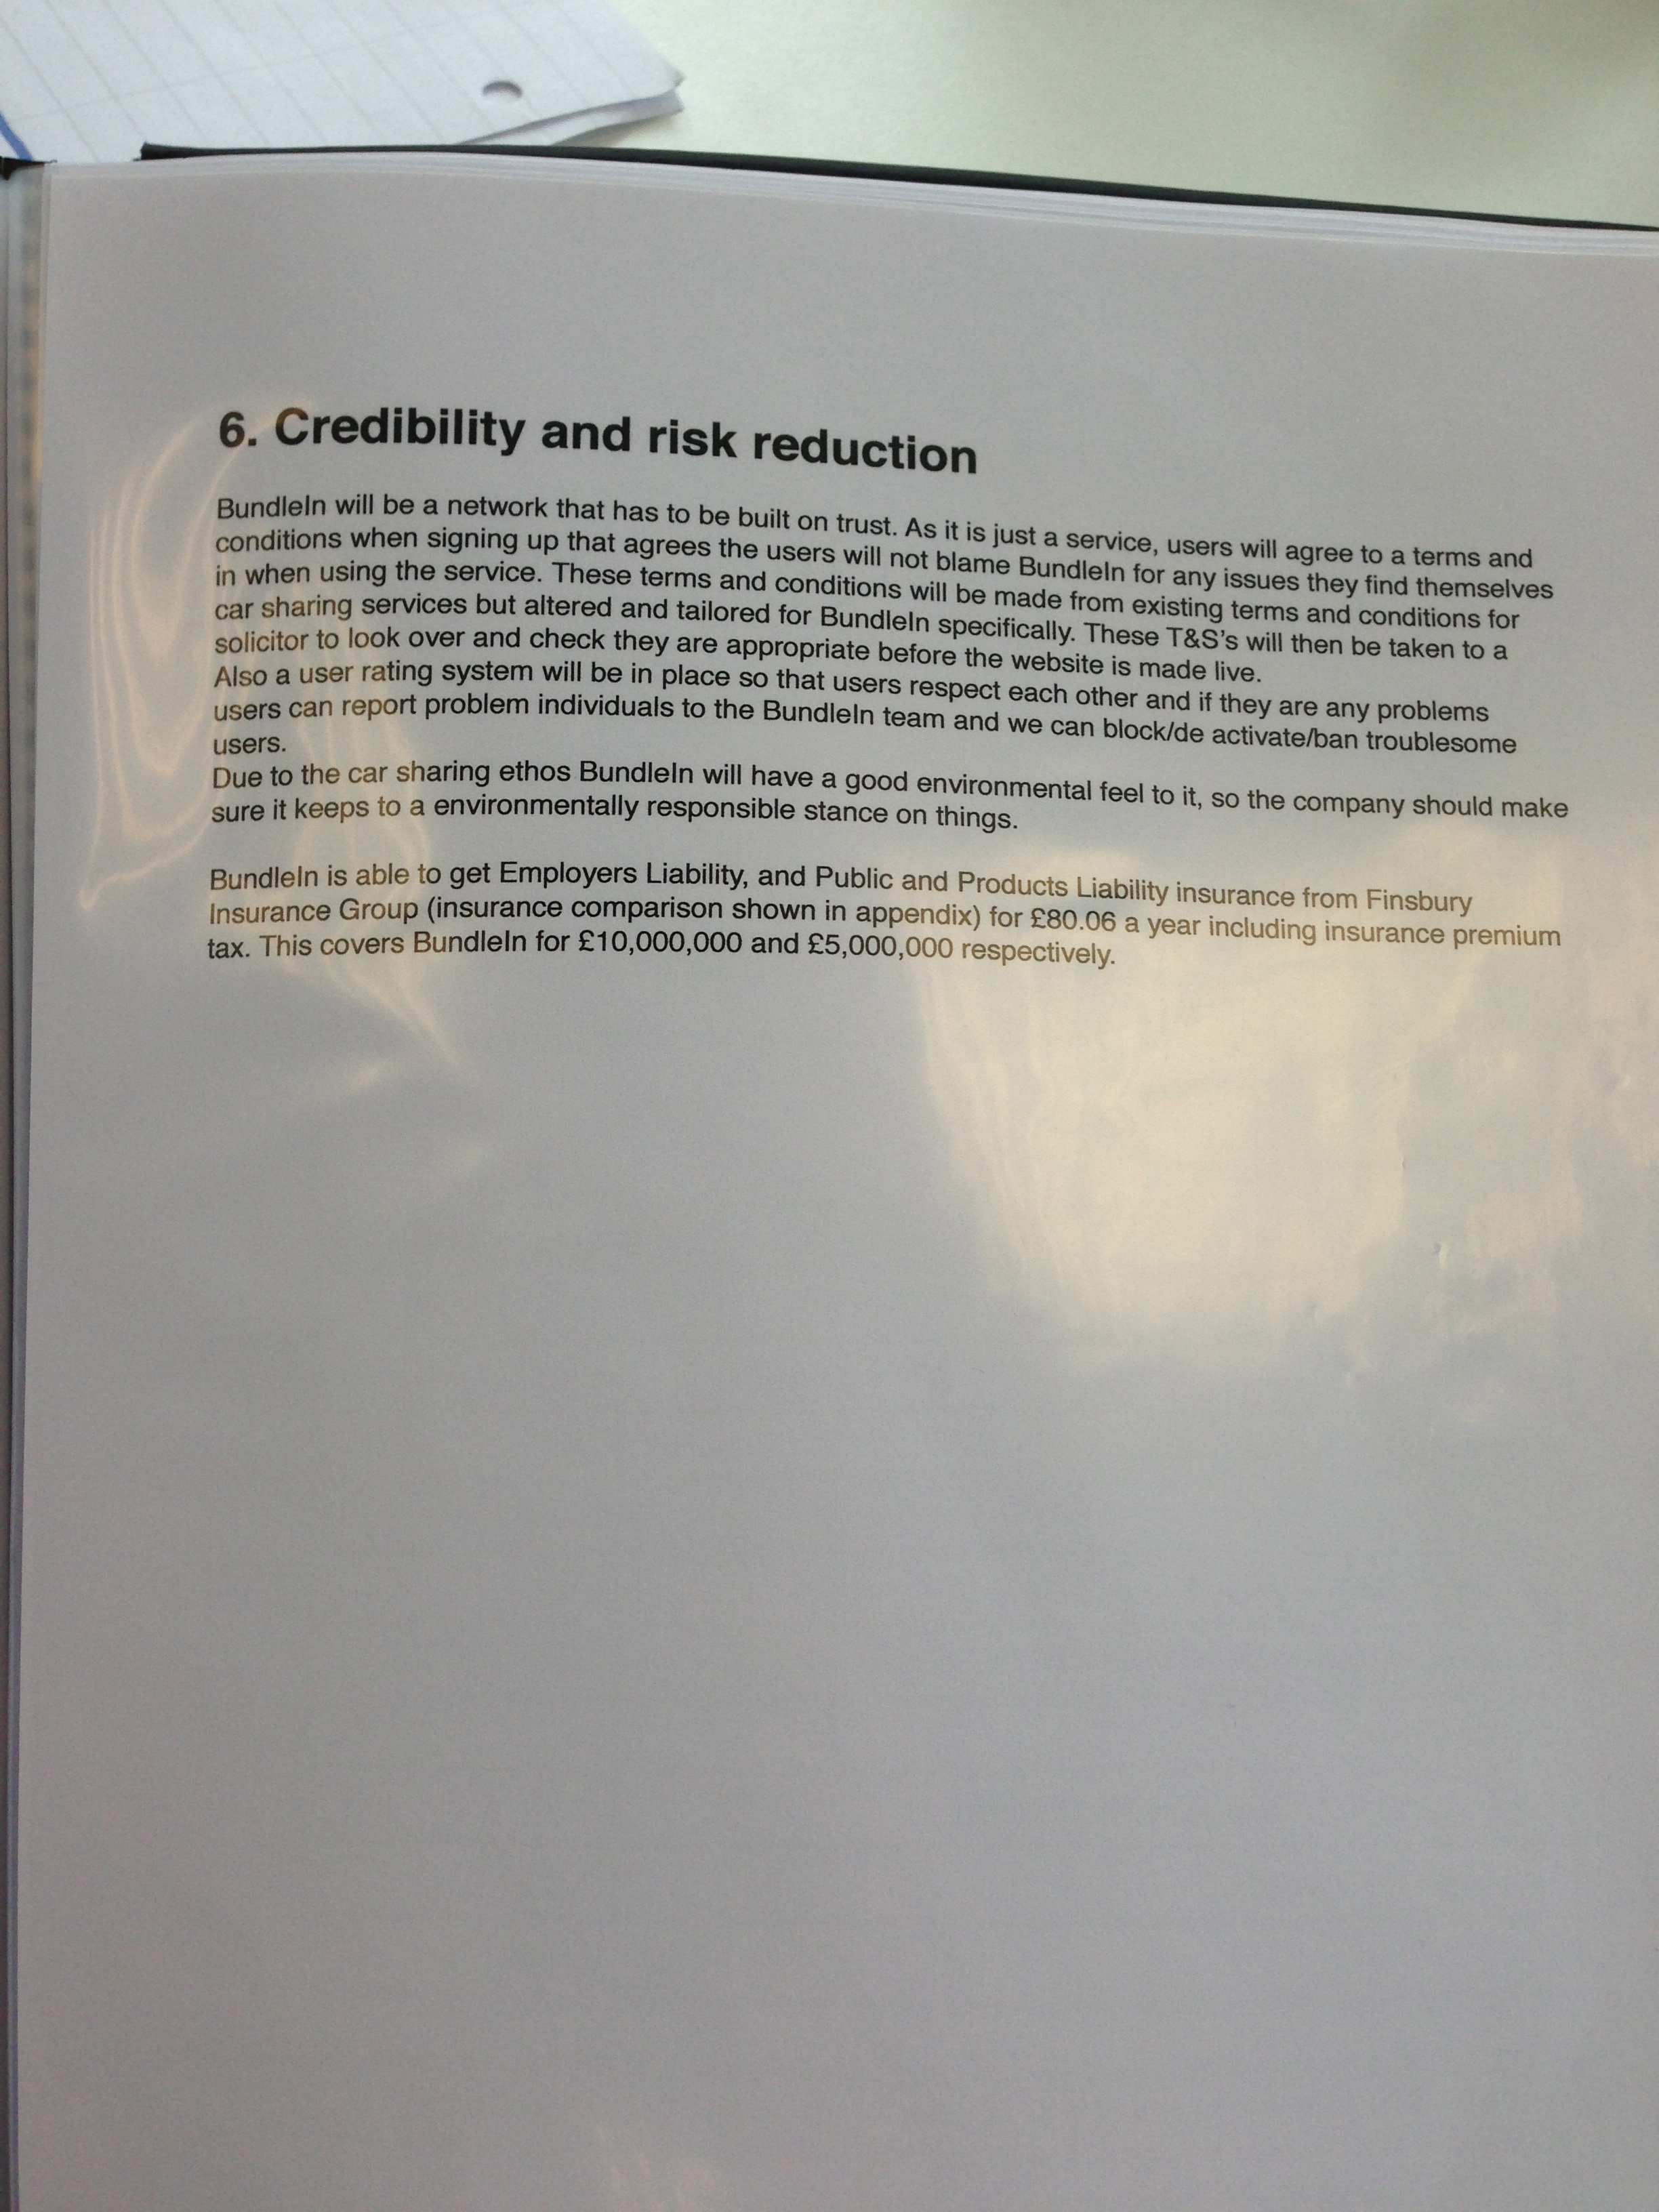 6. Credibility and risk reduction
BundleIn will be a network that has to be built on trust. As it is just a service, users will agree to a terms and
conditions when signing up that agrees the users will not blame BundleIn for any issues they find themselves
in when using the service. These terms and conditions will be made from existing terms and conditions for
car sharing services but altered and tailored for BundleIn specifically. These T&S's will then be taken to a
solicitor to look over and check they are appropriate before the website is made live.
Also a user rating system will be in place so that users respect each other and if they are any problems
users can report problem individuals to the BundleIn team and we can block/de activate/ban troublesome
users.
Due to the car sharing ethos BundleIn will have a good environmental feel to it, so the company should make
sure it keeps to a environmentally responsible stance on things.
BundleIn is able to get Employers Liability, and Public and Products Liability insurance from Finsbury
Insurance Group (insurance comparison shown in appendix) for £80.06 a year including insurance premium
tax. This covers BundleIn for £10,000,000 and £5,000,000 respectively.